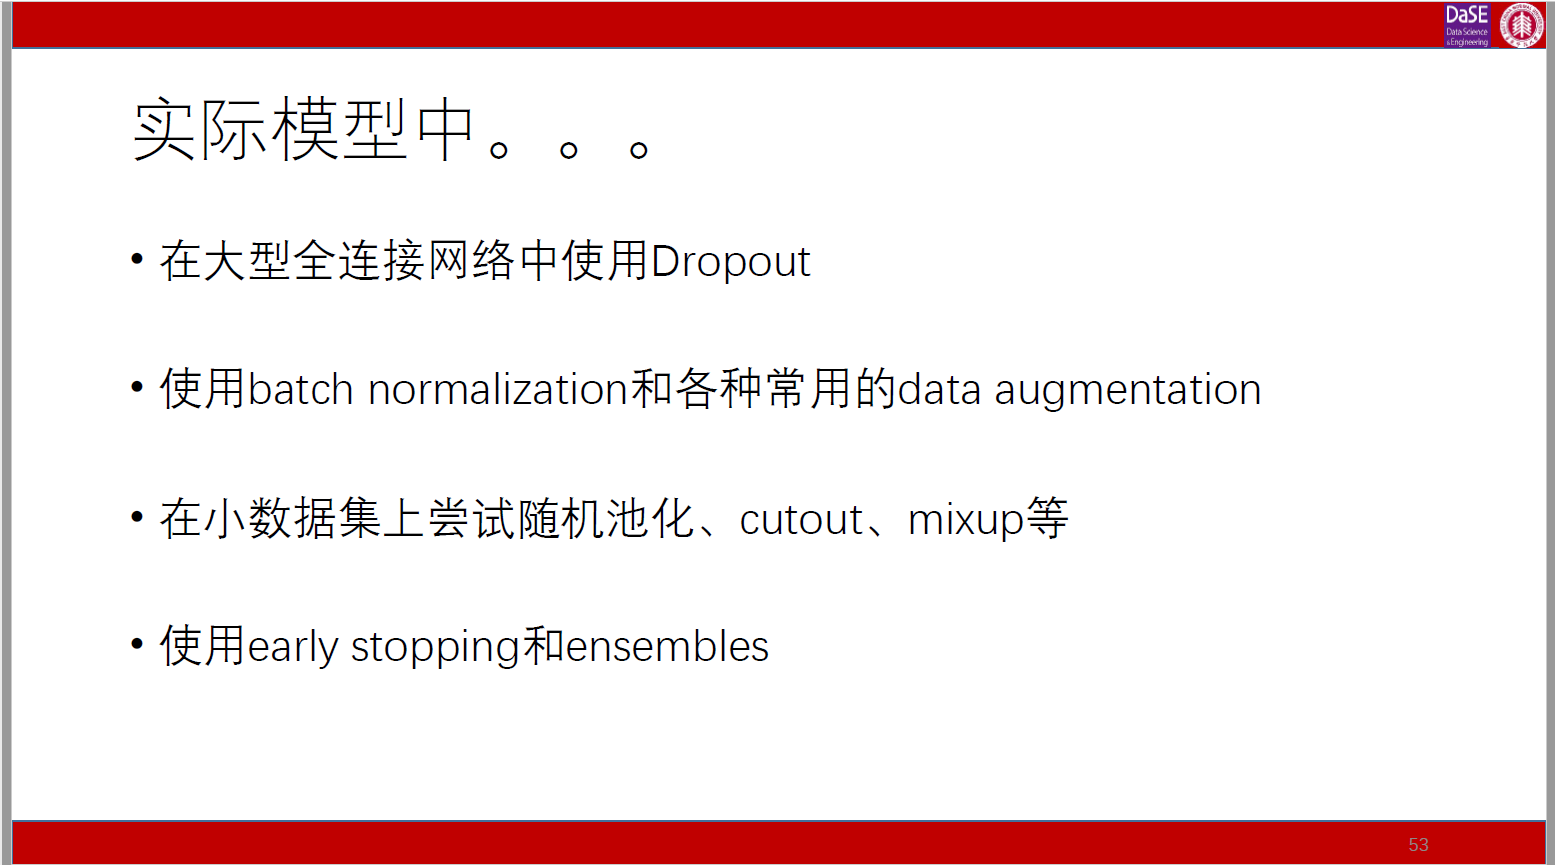 DaSE
Data Science
& Engineering
实际模型中。。。
• 在大型全连接网络中使用Dropout
• 使用batch normalization和各种常用的data augmentation
• 在小数据集上尝试随机池化、cutout、mixup等
• 使用early stopping和ensembles
53